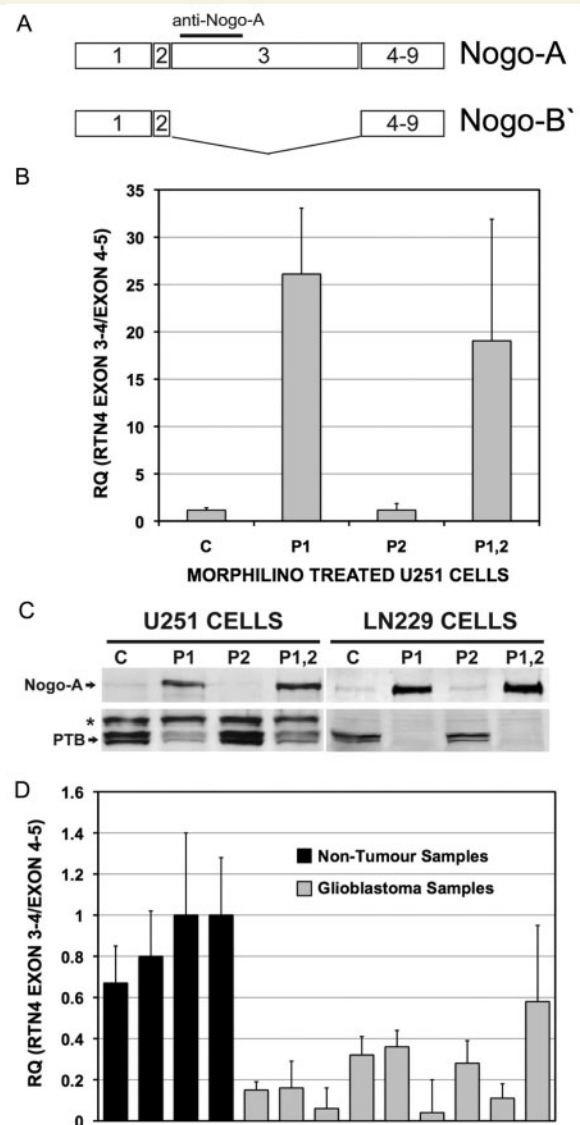 A
anti-Nogo-A
1 2 3 4-9 Nogo-A
1 2 4-9 Nogo-B`
B
RQ (RTN4 EXON 3-4/EXON 4-5)
35
30
25
20
15
10
5
0
C P1 P2 P1,2
MORPHILINO TREATED U251 CELLS
C
U251 CELLS LN229 CELLS
C P1 P2 P1,2 C P1 P2 P1,2
Nogo-A
*
PTB
D
RQ (RTN4 EXON 3-4/EXON 4-5)
1.6
1.4
1.2
1
0.8
0.6
0.4
0.2
0
Non-Tumour Samples
Glioblastoma Samples